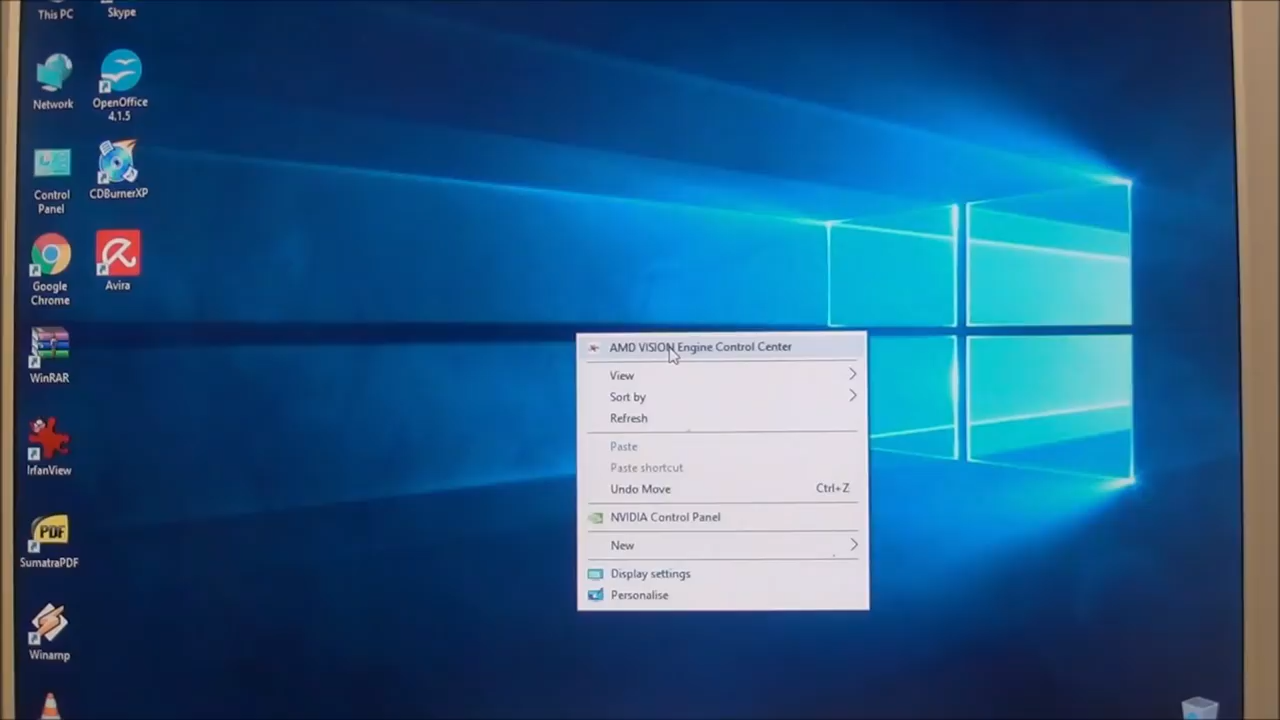 This PC
Skype
Network
OpenOffice
4.1.5
Control
Panel
CDBurnerXP
Google
Chrome
Avira
WinRAR
IrfanView
PDF
SumatraPDF
Winamp
AMD VISION Engine Control Center
View
Sort by
Refresh
Paste
Paste shortcut
Undo Move Ctrl+Z
NVIDIA Control Panel
New
Display settings
Personalise